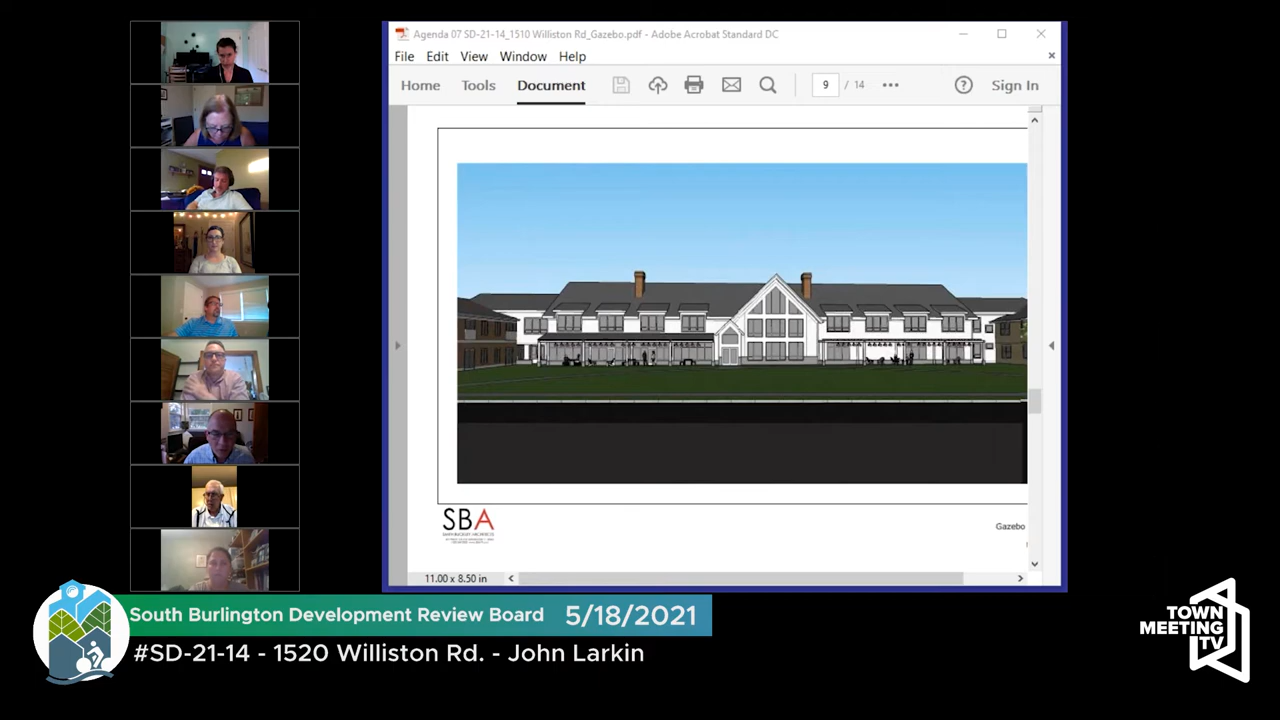 Agenda 07 SD-21-14_1510 Williston Rd_Gazebo.pdf - Adobe Acrobat Standard DC
File Edit View Window Help
Home Tools Document 9 / 14 Sign In
SBA
Gazebo
11.00 x 8.50 in
South Burlington Development Review Board 5/18/2021
#SD-21-14 - 1520 Williston Rd. - John Larkin
TOWN
MEETING
TV